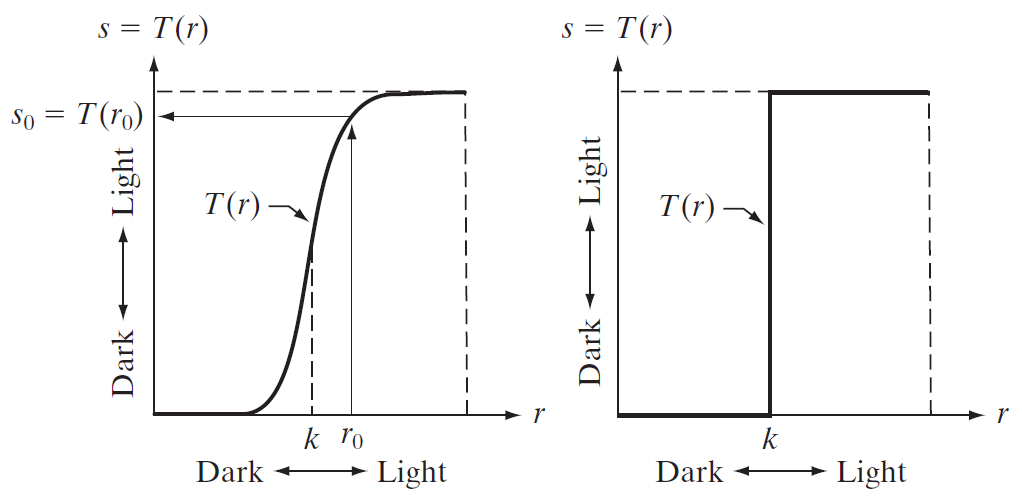 s = T(r)
s₀ = T(r₀)
Dark ↔ Light
T(r)
k r₀
r
Dark ↔ Light
s = T(r)
Dark ↔ Light
T(r)
k
r
Dark ↔ Light